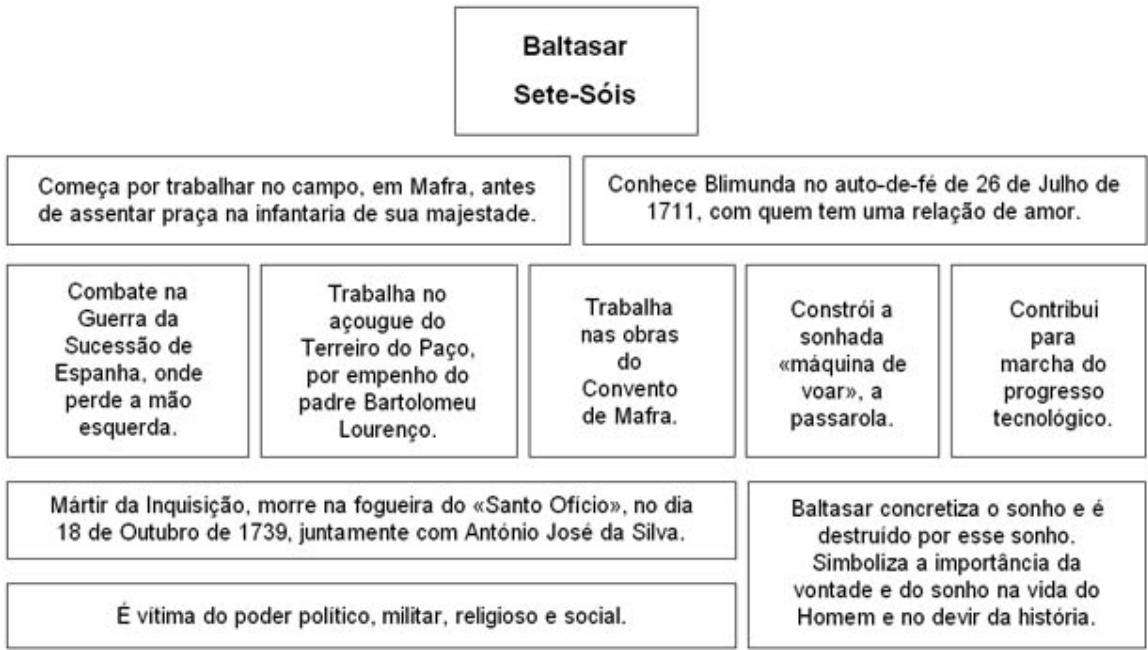 Baltasar
Sete-Sóis
Começa por trabalhar no campo, em Mafra, antes
de assentar praça na infantaria de sua majestade.
Conhece Blimunda no auto-de-fé de 26 de Julho de
1711, com quem tem uma relação de amor.
Combate na
Guerra da
Sucessão de
Espanha, onde
perde a mão
esquerda.
Trabalha no
açougue do
Terreiro do Paço,
por empenho do
padre Bartolomeu
Lourenço.
Trabalha
nas obras
do
Convento
de Mafra.
Constrói a
sonhada
«máquina de
voar», a
passarola.
Contribui
para
marcha do
progresso
tecnológico.
Mártir da Inquisição, morre na fogueira do «Santo Ofício», no dia
18 de Outubro de 1739, juntamente com António José da Silva.
É vítima do poder político, militar, religioso e social.
Baltasar concretiza o sonho e é
destruído por esse sonho.
Simboliza a importância da
vontade e do sonho na vida do
Homem e no devir da história.